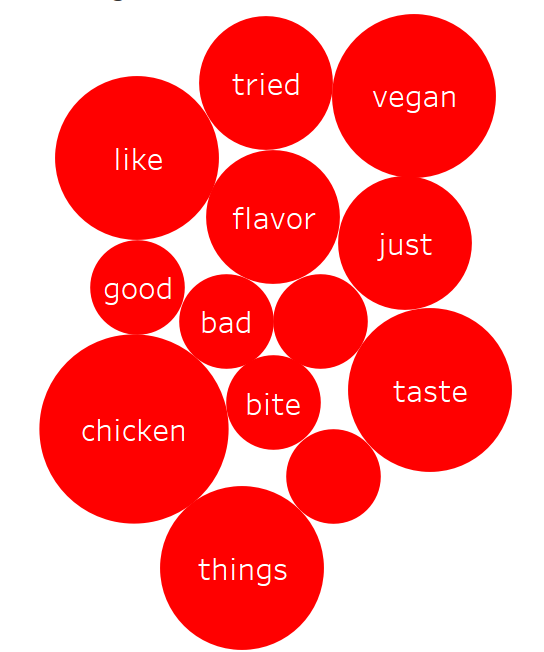 tried
vegan
like
flavor
just
good
bad
taste
bite
chicken
things